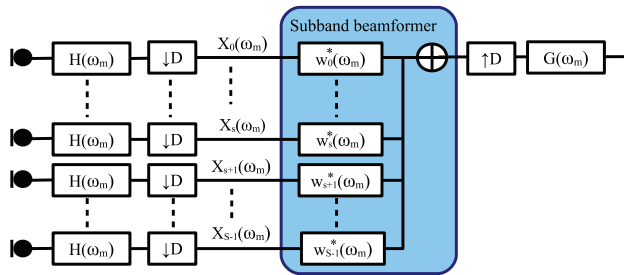 Subband beamformer
H(ωm) ↓D X0(ωm) w*0(ωm) ↑D G(ωm)
H(ωm) ↓D Xs(ωm) w*s(ωm)
H(ωm) ↓D Xs+1(ωm) w*s+1(ωm)
H(ωm) ↓D XS-1(ωm) w*S-1(ωm)